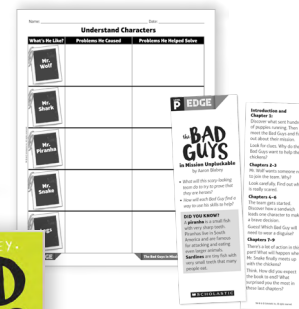 Name: Date:
Understand Characters
What's He Like? Problems He Caused Problems He Helped Solve
Mr.
Wolf
Mr.
Shark
Mr.
Piranha
Mr.
Snake
Legs
EDGE
The Bad Guys in
EY.
EDGE
the BAD
GUYS
in Mission Unpluckable
by Aaron Blabey
• What will this crazy-looking
team do to try to prove that
they are heroes?
• How will each Bad Guy find a
way to use his skills to help?
DID YOU KNOW?
A piranha is a small fish
with very sharp teeth.
Piranhas live in South
America and are famous
for attacking and eating
even larger animals.
Sardines are tiny fish with
very small teeth that many
people eat.
SCHOLASTIC
Introduction and
Chapter 1:
Discover what sent hundreds
of puppies running. Then
meet the Bad Guys and
out about their mission.
Look for clues: Why do the
Bad Guys want to help the
chickens?
Chapters 2–3
Mr. Wolf wants someone
to join the team. Why?
Look carefully. Find out who
is really scared.
Chapters 4–6
The team gets started.
Discover how a sandwich
leads one character to make
a brave decision.
Guess! Which Bad Guy will
need to wear a disguise?
Chapters 7–9
There's a lot of action in this
part! What will happen when
Mr. Snake finally meets up
with the chickens?
Think. How did you expect
the book to end? What
surprised you the most in
these last chapters?